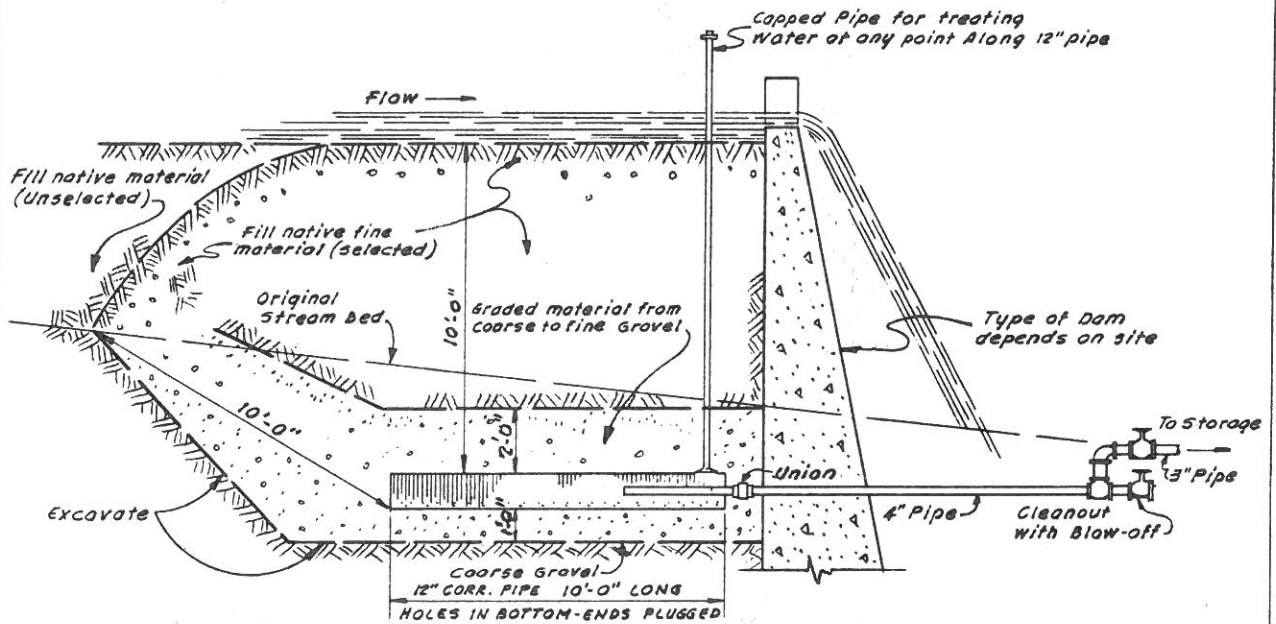 Capped Pipe for treating
Water at any point Along 12" pipe
Flow
Fill native material
(Unselected)
Fill native fine
material (selected)
Original
Stream Bed
10'-0"
Graded material from
Coarse to fine Gravel
Type of Dam
depends on site
10'-0"
2'-0"
To Storage
3" Pipe
Union
Excavate
1'-0"
4" Pipe
Cleanout
with Blow-off
Coarse Gravel
12" CORR. PIPE 10'-0" LONG
HOLES IN BOTTOM-ENDS PLUGGED